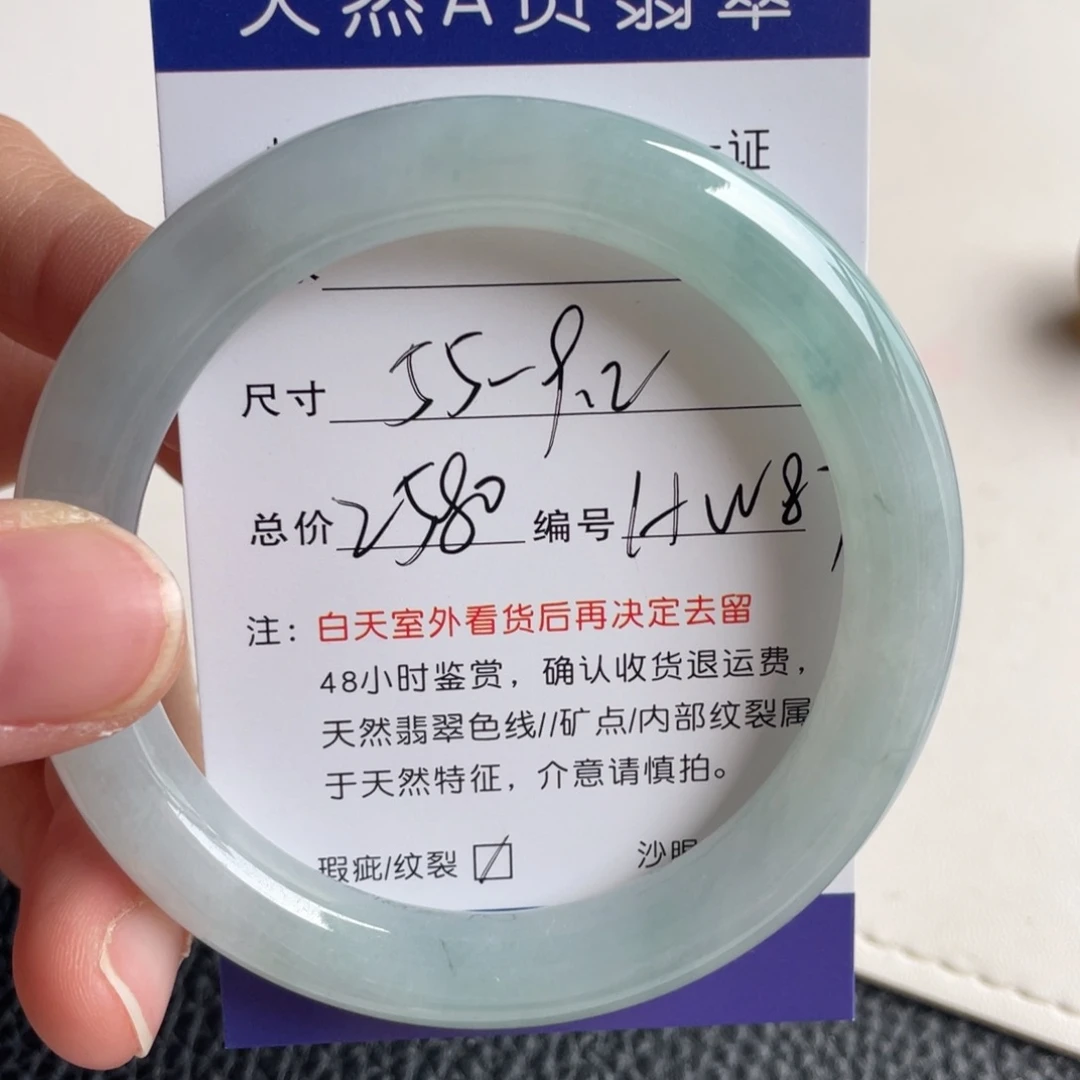 天然A货翡翠
证
尺寸 55-9.2
总价 2580 编号 HW87
注：白天室外看货后再决定去留
48小时鉴赏，确认收货退运费，
天然翡翠色线//矿点/内部纹裂属
于天然特征，介意请慎拍。
瑕疵/纹裂 沙眼